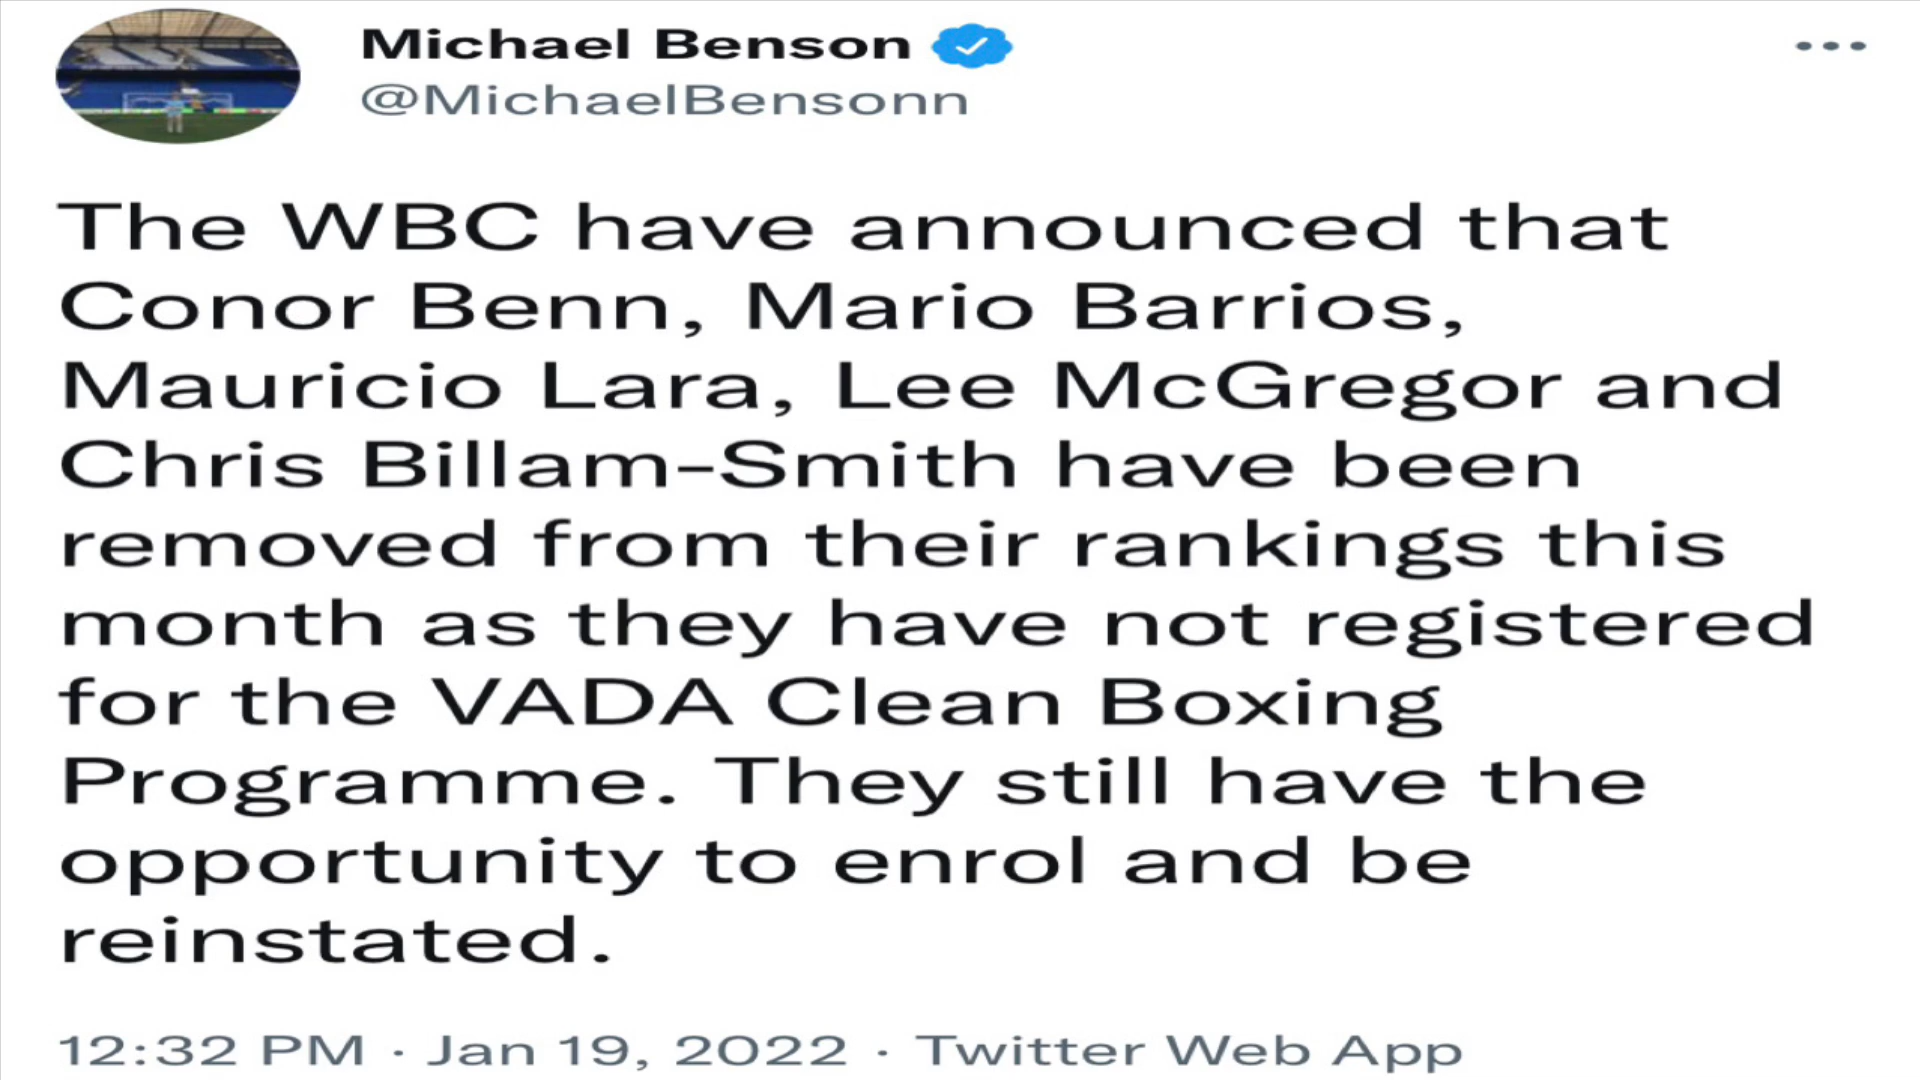 Michael Benson
@MichaelBensonn
The WBC have announced that
Conor Benn, Mario Barrios,
Mauricio Lara, Lee McGregor and
Chris Billam-Smith have been
removed from their rankings this
month as they have not registered
for the VADA Clean Boxing
Programme. They still have the
opportunity to enrol and be
reinstated.
12:32 PM · Jan 19, 2022 · Twitter Web App